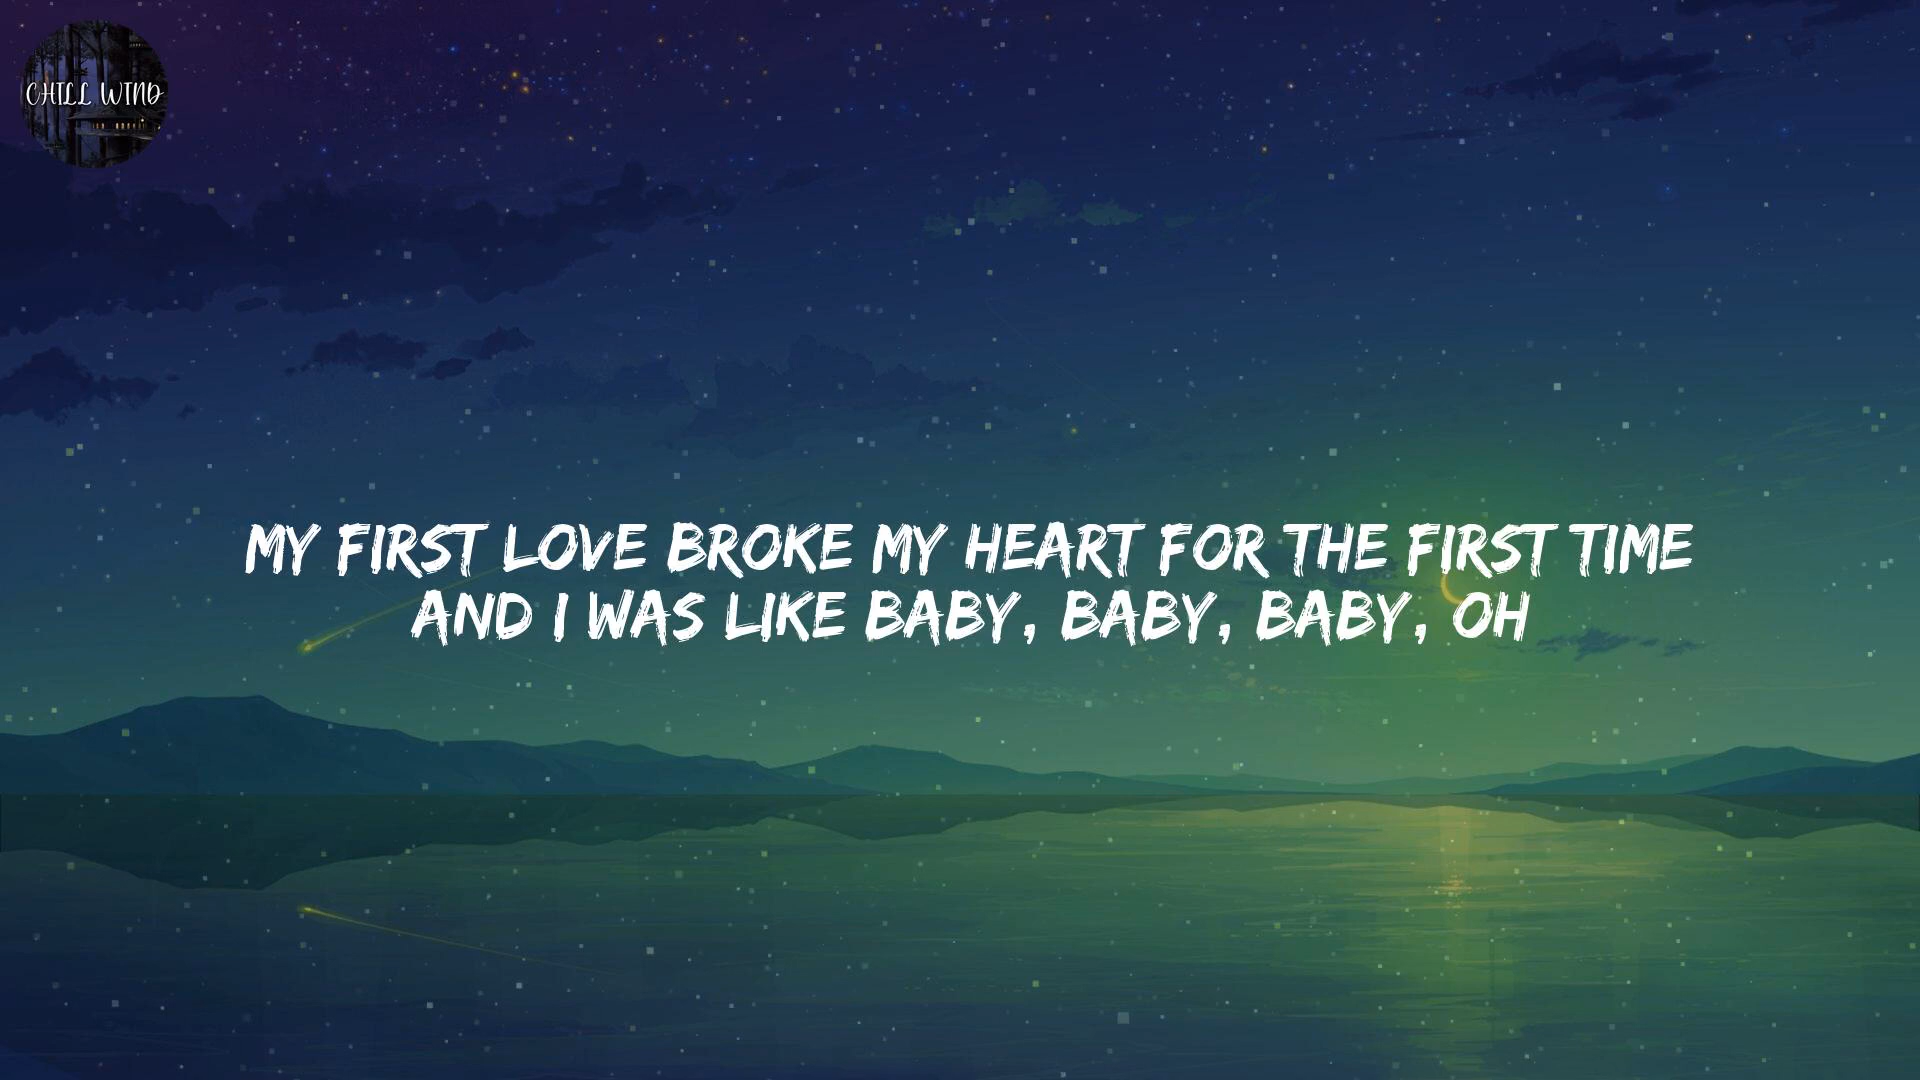 CHILL WIND
MY FIRST LOVE BROKE MY HEART FOR THE FIRST TIME
AND I WAS LIKE BABY, BABY, BABY, OH